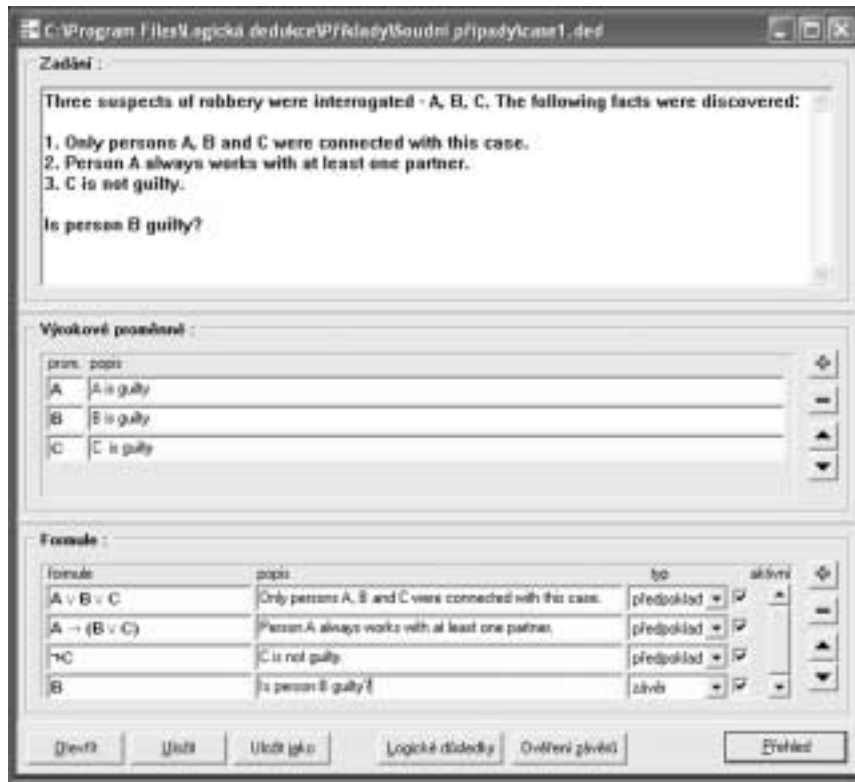 C:\Program Files\Logická dedukce\Příklady\Soudní případy\case1.ded
Zadání :
Three suspects of robbery were interrogated - A, B, C. The following facts were discovered:
1. Only persons A, B and C were connected with this case.
2. Person A always works with at least one partner.
3. C is not guilty.
Is person B guilty?
Výrokové proměnné :
prom. popis
A A is guilty
B B is guilty
C C is guilty
Formule :
formule popis typ aktivní
A ∨ B ∨ C Only persons A, B and C were connected with this case. předpoklad
A → (B ∨ C) Person A always works with at least one partner. předpoklad
¬C C is not guilty. předpoklad
B Is person B guilty? závěr
Otevřít Uložit Uložit jako Logické důsledky Ověření závěrů Přehled